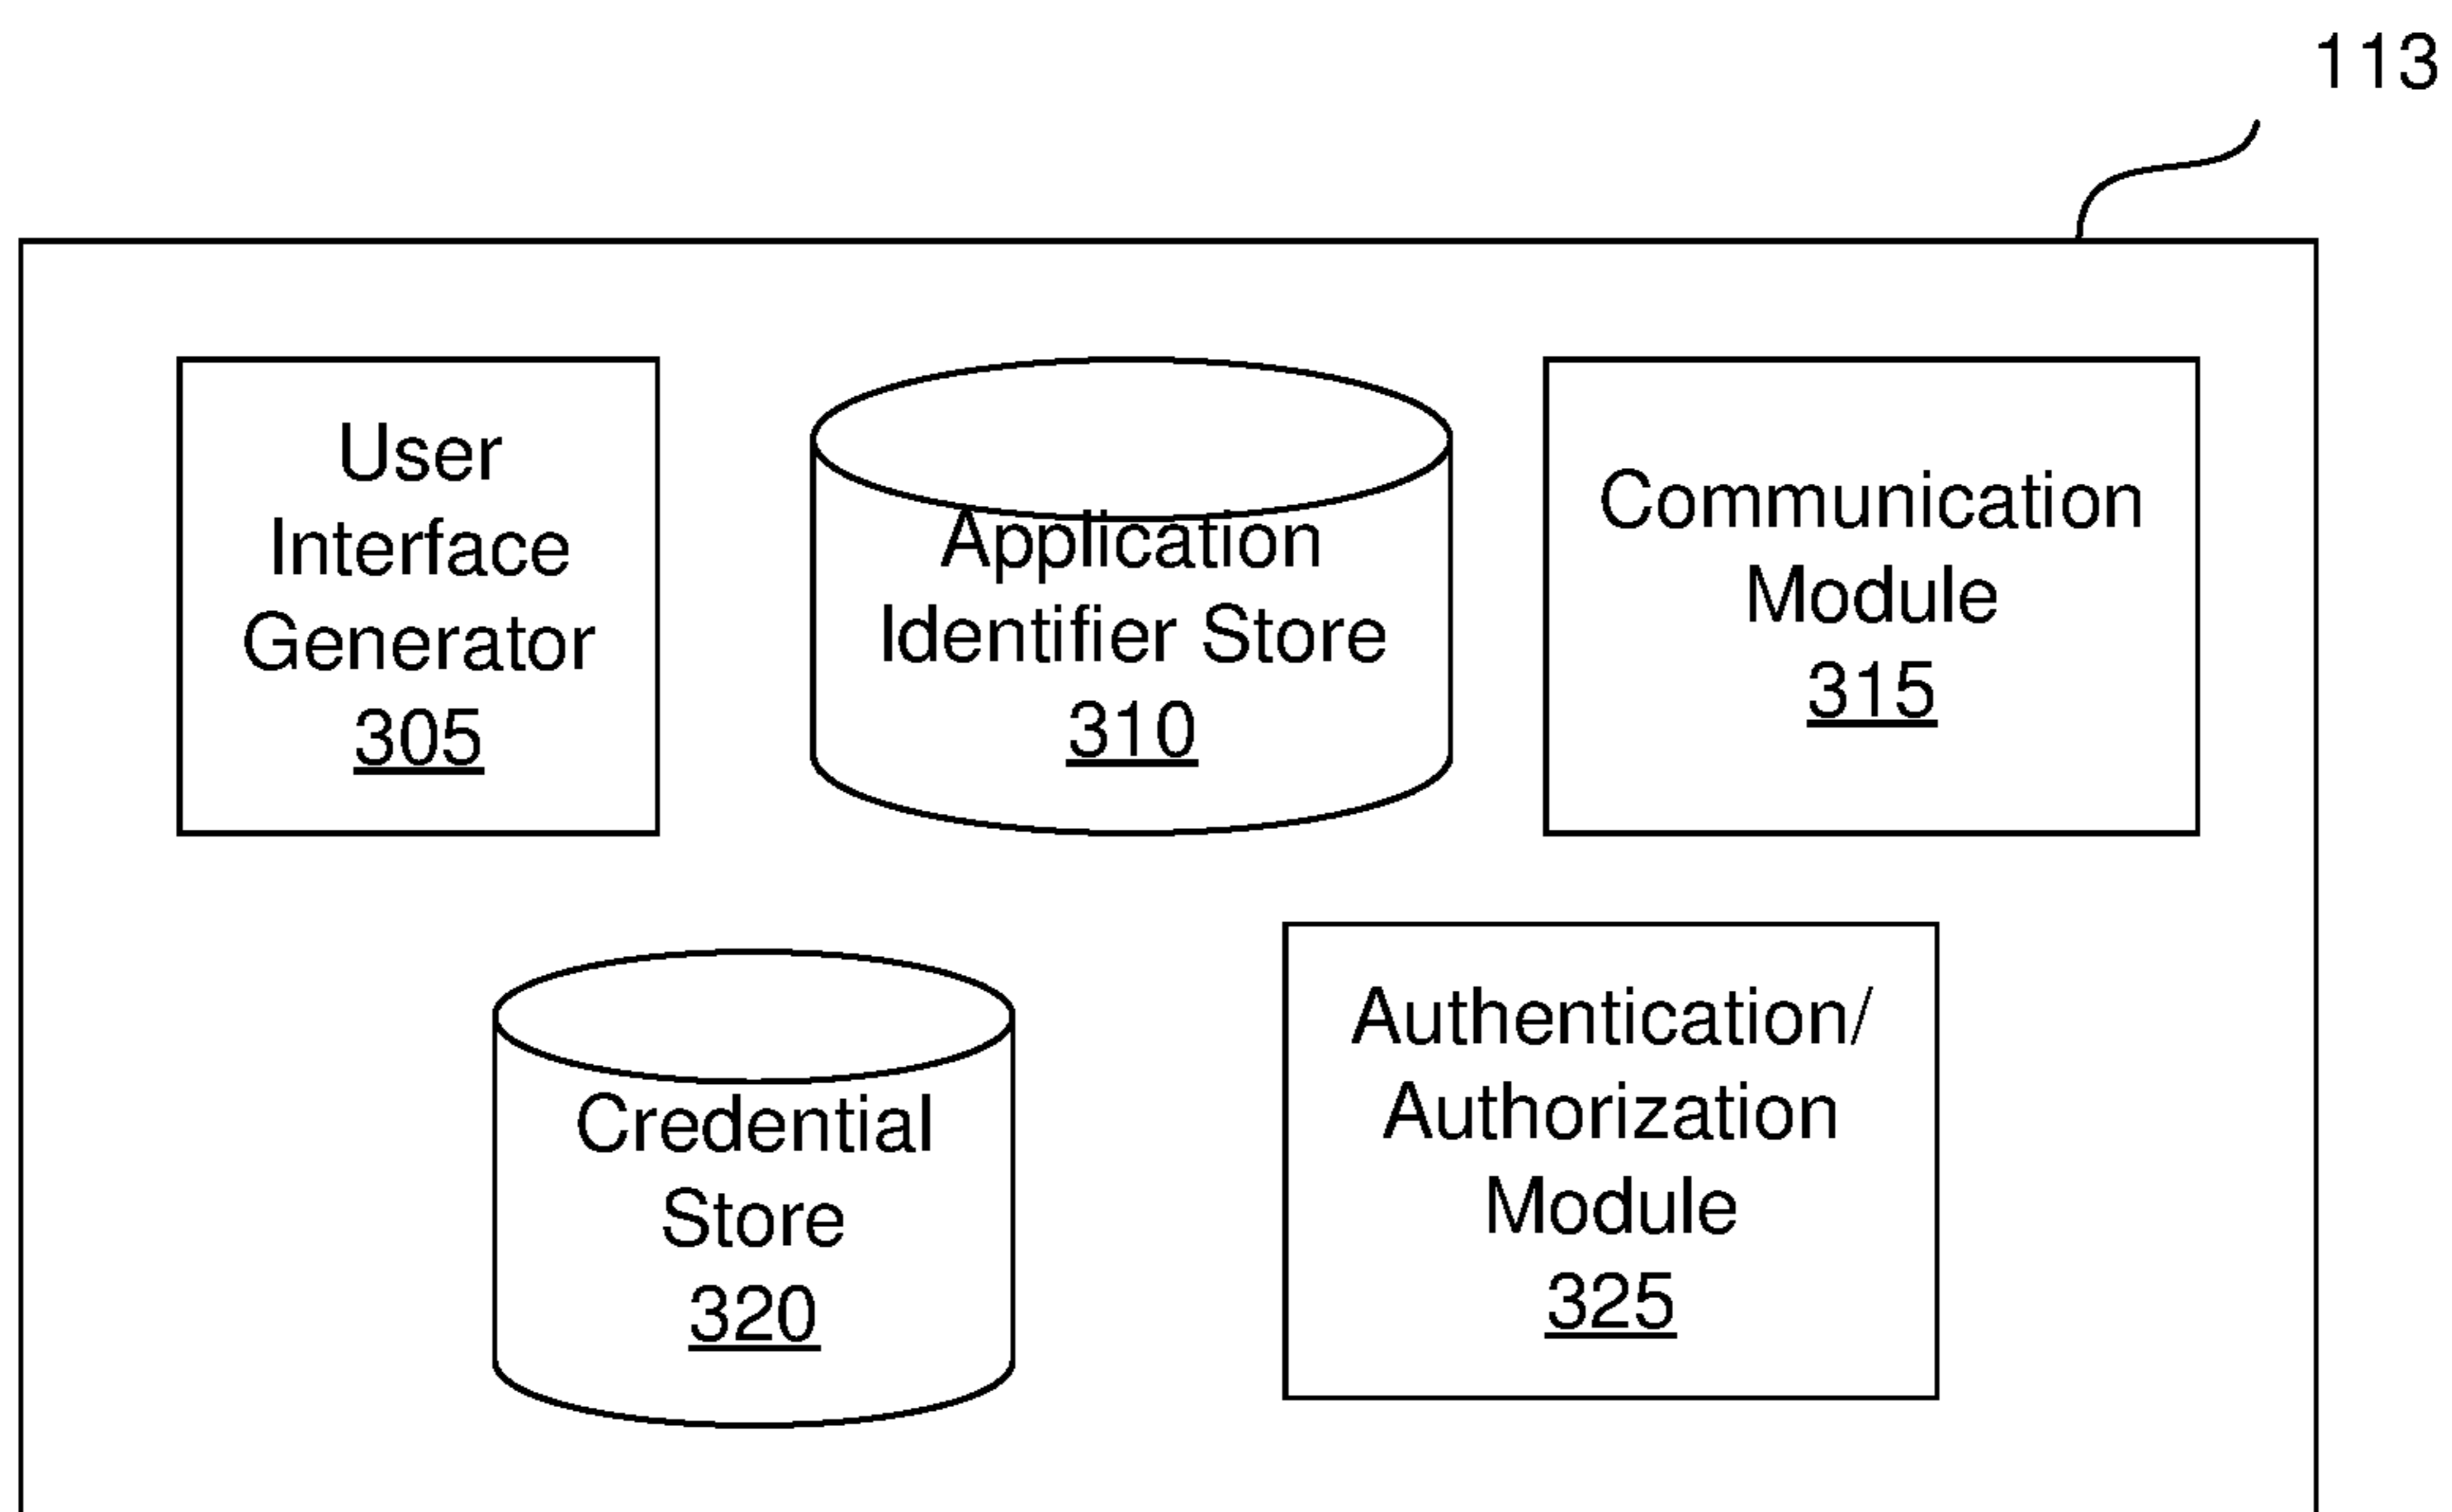 113
User
Interface
Generator
305
Application
Identifier Store
310
Communication
Module
315
Credential
Store
320
Authentication/
Authorization
Module
325